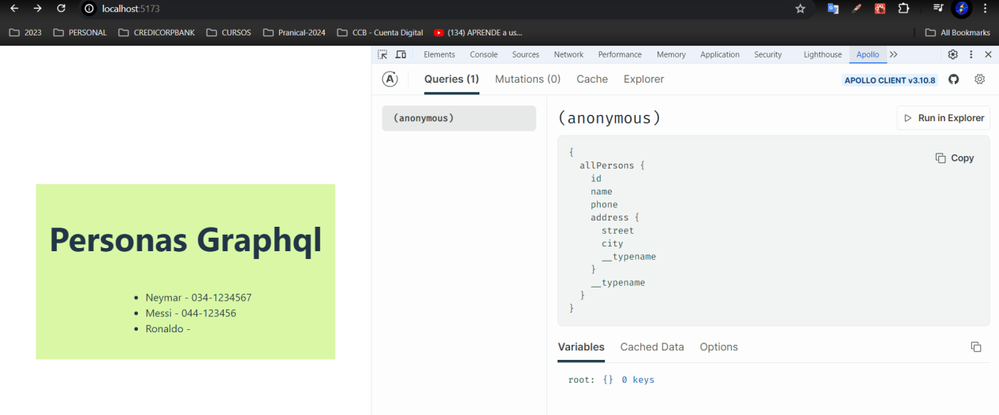 localhost:5173
2023 PERSONAL CREDICORPBANK CURSOS Pranical-2024 CCB - Cuenta Digital (134) APRENDE a us... All Bookmarks
Elements Console Sources Network Performance Memory Application Security Lighthouse Apollo
A Queries (1) Mutations (0) Cache Explorer APOLLO CLIENT v3.10.8
(anonymous)
(anonymous) Run in Explorer
Copy
{
allPersons {
id
name
phone
address {
street
city
__typename
}
__typename
}
}
Variables Cached Data Options
root: {} 0 keys
Personas Graphql
• Neymar - 034-1234567
• Messi - 044-123456
• Ronaldo -